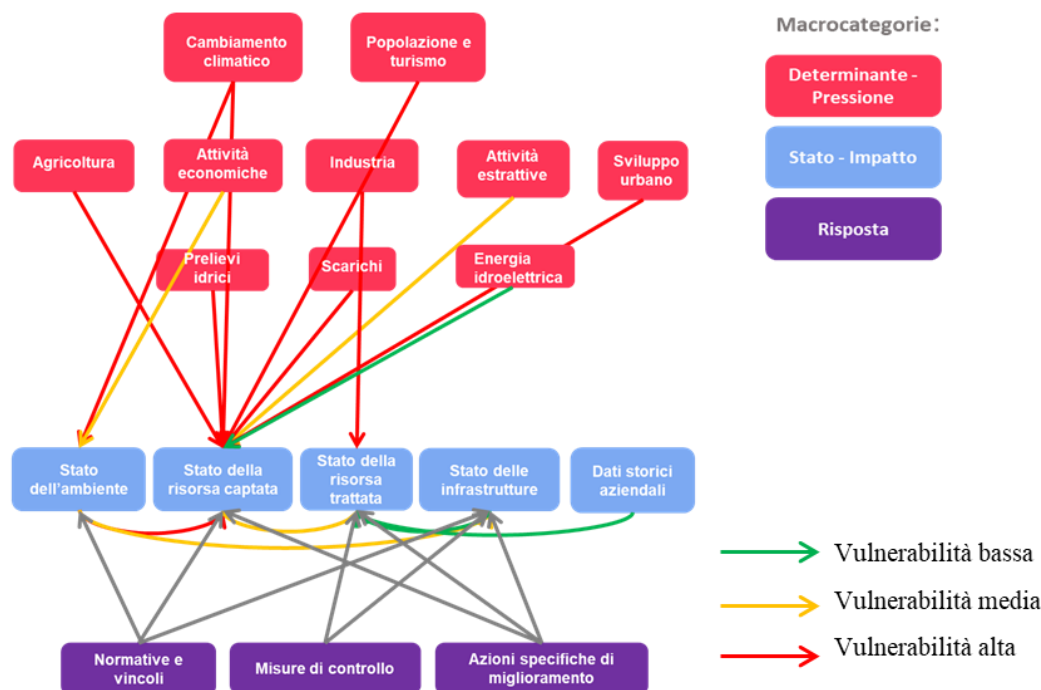 Macrocategorie:
Cambiamento
climatico
Popolazione e
turismo
Determinante -
Pressione
Agricoltura
Attività
economiche
Industria
Attività
estrattive
Sviluppo
urbano
Stato - Impatto
Prelievi
idrici
Scarichi
Energia
idroelettrica
Risposta
Stato
dell'ambiente
Stato della
risorsa captata
Stato della
risorsa
trattata
Stato delle
infrastrutture
Dati storici
aziendali
Vulnerabilità bassa
Vulnerabilità media
Vulnerabilità alta
Normative e
vincoli
Misure di controllo
Azioni specifiche di
miglioramento